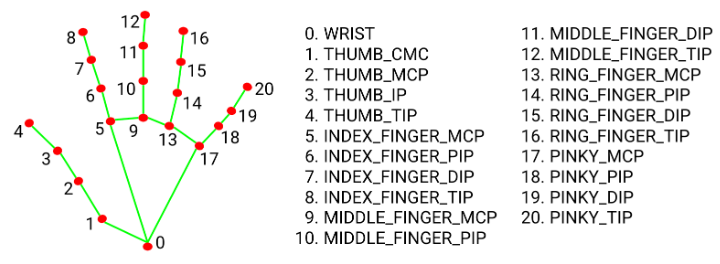 12
16
8
11
7
15
20
6
10
14
19
5
9
13
18
4
17
3
2
1
0
0. WRIST
1. THUMB_CMC
2. THUMB_MCP
3. THUMB_IP
4. THUMB_TIP
5. INDEX_FINGER_MCP
6. INDEX_FINGER_PIP
7. INDEX_FINGER_DIP
8. INDEX_FINGER_TIP
9. MIDDLE_FINGER_MCP
10. MIDDLE_FINGER_PIP
11. MIDDLE_FINGER_DIP
12. MIDDLE_FINGER_TIP
13. RING_FINGER_MCP
14. RING_FINGER_PIP
15. RING_FINGER_DIP
16. RING_FINGER_TIP
17. PINKY_MCP
18. PINKY_PIP
19. PINKY_DIP
20. PINKY_TIP